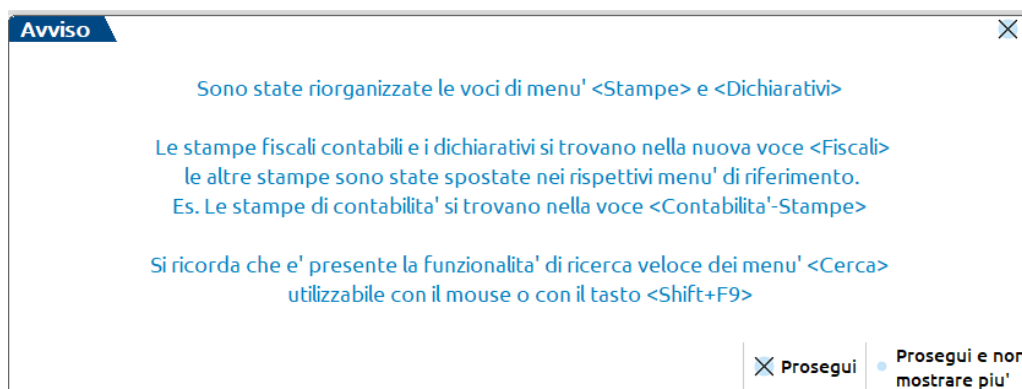 Avviso
Sono state riorganizzate le voci di menu' <Stampe> e <Dichiarativi>
Le stampe fiscali contabili e i dichiarativi si trovano nella nuova voce <Fiscali>
le altre stampe sono state spostate nei rispettivi menu' di riferimento.
Es. Le stampe di contabilita' si trovano nella voce <Contabilita'-Stampe>
Si ricorda che e' presente la funzionalita' di ricerca veloce dei menu' <Cerca>
utilizzabile con il mouse o con il tasto <Shift+F9>
Prosegui
Prosegui e non
mostrare piu'